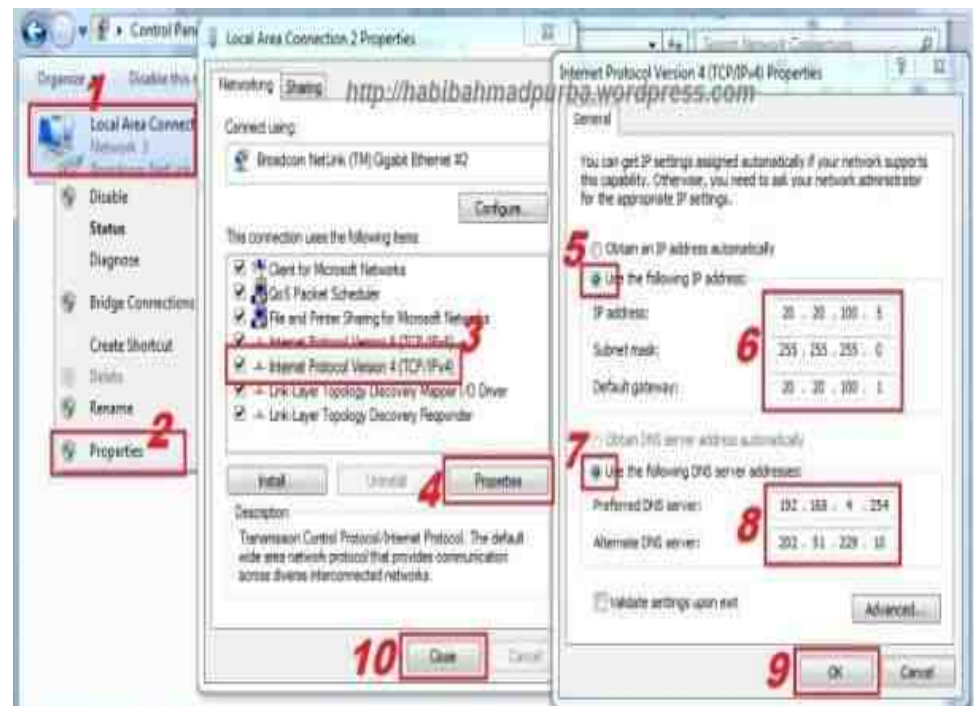 Control Pan
Organize
Disable this
1
Local Area Connect
Network 3
Disable
Status
Diagnose
Bridge Connections
Create Shortcut
Delete
Rename
2
Properties
Local Area Connection 2 Properties
Networking
Sharing
http://habibahmadpurba.wordpress.com
Connect using:
Broadcom NetLink (TM) Gigabit Ethernet #2
Configure...
This connection uses the following items:
Client for Microsoft Networks
QoS Packet Scheduler
File and Printer Sharing for Microsoft Networks
3
Internet Protocol Version 6 (TCP/IPv6)
Internet Protocol Version 4 (TCP/IPv4)
Link-Layer Topology Discovery Mapper I/O Driver
Link-Layer Topology Discovery Responder
Install...
Uninstall
4
Properties
Description
Transmission Control Protocol/Internet Protocol. The default
wide area network protocol that provides communication
across diverse interconnected networks.
10
Close
Cancel
Search Network Connections
Internet Protocol Version 4 (TCP/IPv4) Properties
General
You can get IP settings assigned automatically if your network supports
this capability. Otherwise, you need to ask your network administrator
for the appropriate IP settings.
5
Obtain an IP address automatically
Use the following IP address:
IP address: 20 . 20 . 100 . 5
6
Subnet mask: 255 . 255 . 255 . 0
Default gateway: 20 . 20 . 100 . 1
Obtain DNS server address automatically
7
Use the following DNS server addresses:
Preferred DNS server: 192 . 168 . 4 . 254
8
Alternate DNS server: 202 . 51 . 229 . 10
Validate settings upon exit
Advanced...
9
OK
Cancel